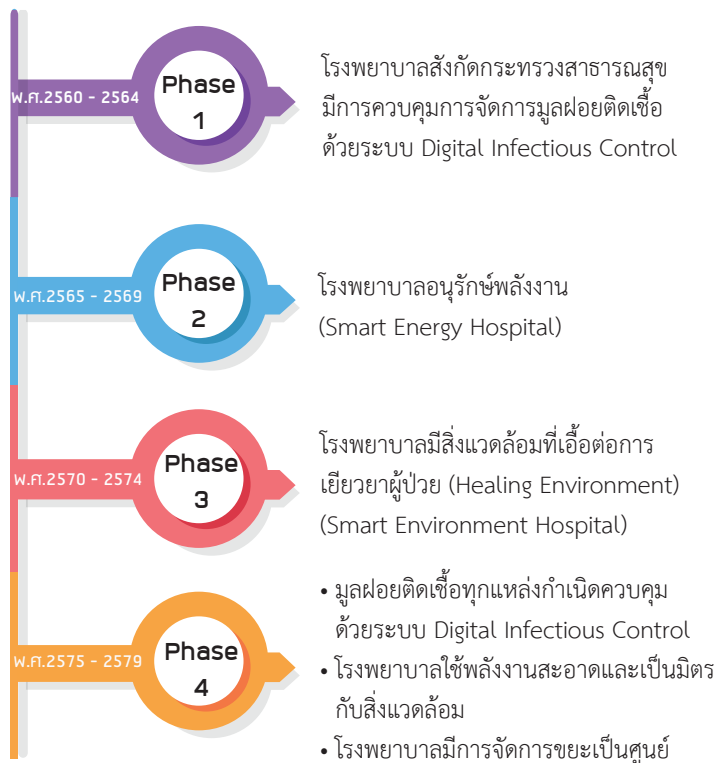 พ.ศ.2560 - 2564
Phase
1
โรงพยาบาลสังกัดกระทรวงสาธารณสุข
มีการควบคุมการจัดการมูลฝอยติดเชื้อ
ด้วยระบบ Digital Infectious Control
พ.ศ.2565 - 2569
Phase
2
โรงพยาบาลอนุรักษ์พลังงาน
(Smart Energy Hospital)
พ.ศ.2570 - 2574
Phase
3
โรงพยาบาลมีสิ่งแวดล้อมที่เอื้อต่อการ
เยียวยาผู้ป่วย (Healing Environment)
(Smart Environment Hospital)
พ.ศ.2575 - 2579
Phase
4
• มูลฝอยติดเชื้อทุกแหล่งกำเนิดควบคุม
ด้วยระบบ Digital Infectious Control
• โรงพยาบาลใช้พลังงานสะอาดและเป็นมิตร
กับสิ่งแวดล้อม
• โรงพยาบาลมีการจัดการขยะเป็นศูนย์